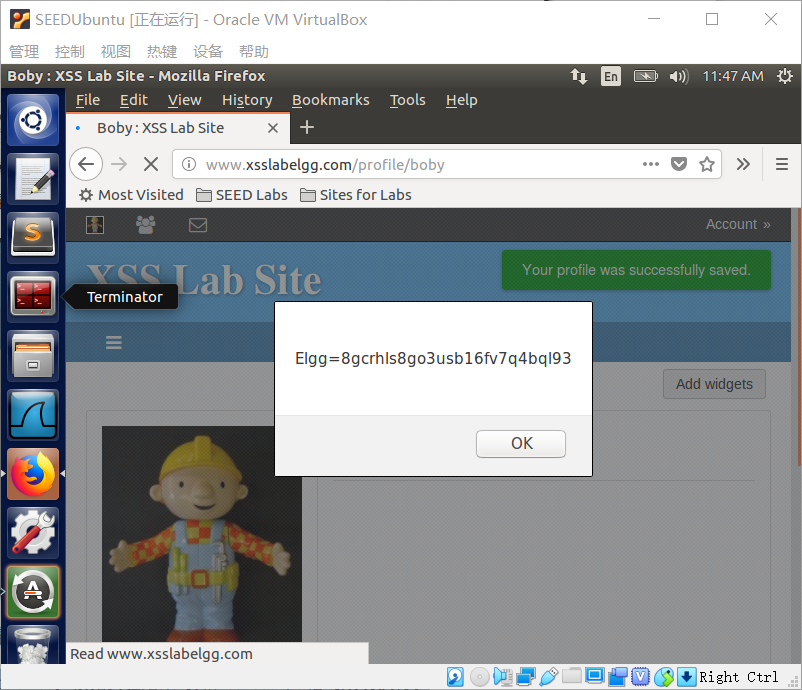 SEEDUbuntu [正在运行] - Oracle VM VirtualBox
管理 控制 视图 热键 设备 帮助
Boby : XSS Lab Site - Mozilla Firefox En 11:47 AM
File Edit View History Bookmarks Tools Help
Boby : XSS Lab Site
www.xsslabelgg.com/profile/boby
Most Visited SEED Labs Sites for Labs
Account »
XSS Lab Site
Your profile was successfully saved.
Terminator
Elgg=8gcrhls8go3usb16fv7q4bql93
Add widgets
OK
Read www.xsslabelgg.com
Right Ctrl